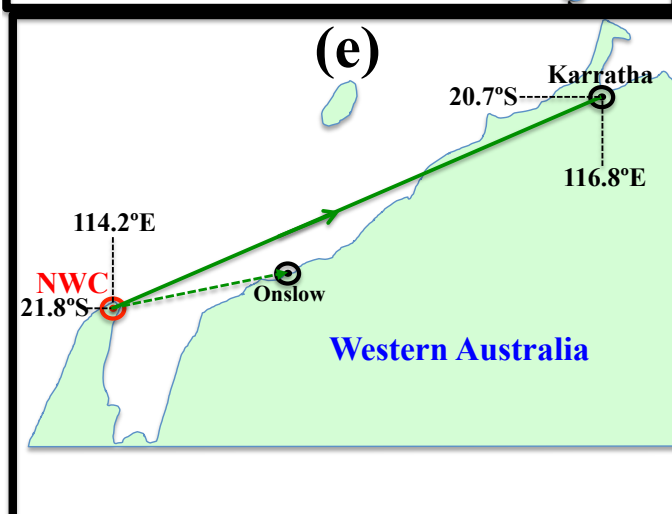 (e)
Karratha
20.7ºS
116.8ºE
114.2ºE
NWC
21.8ºS
Onslow
Western Australia